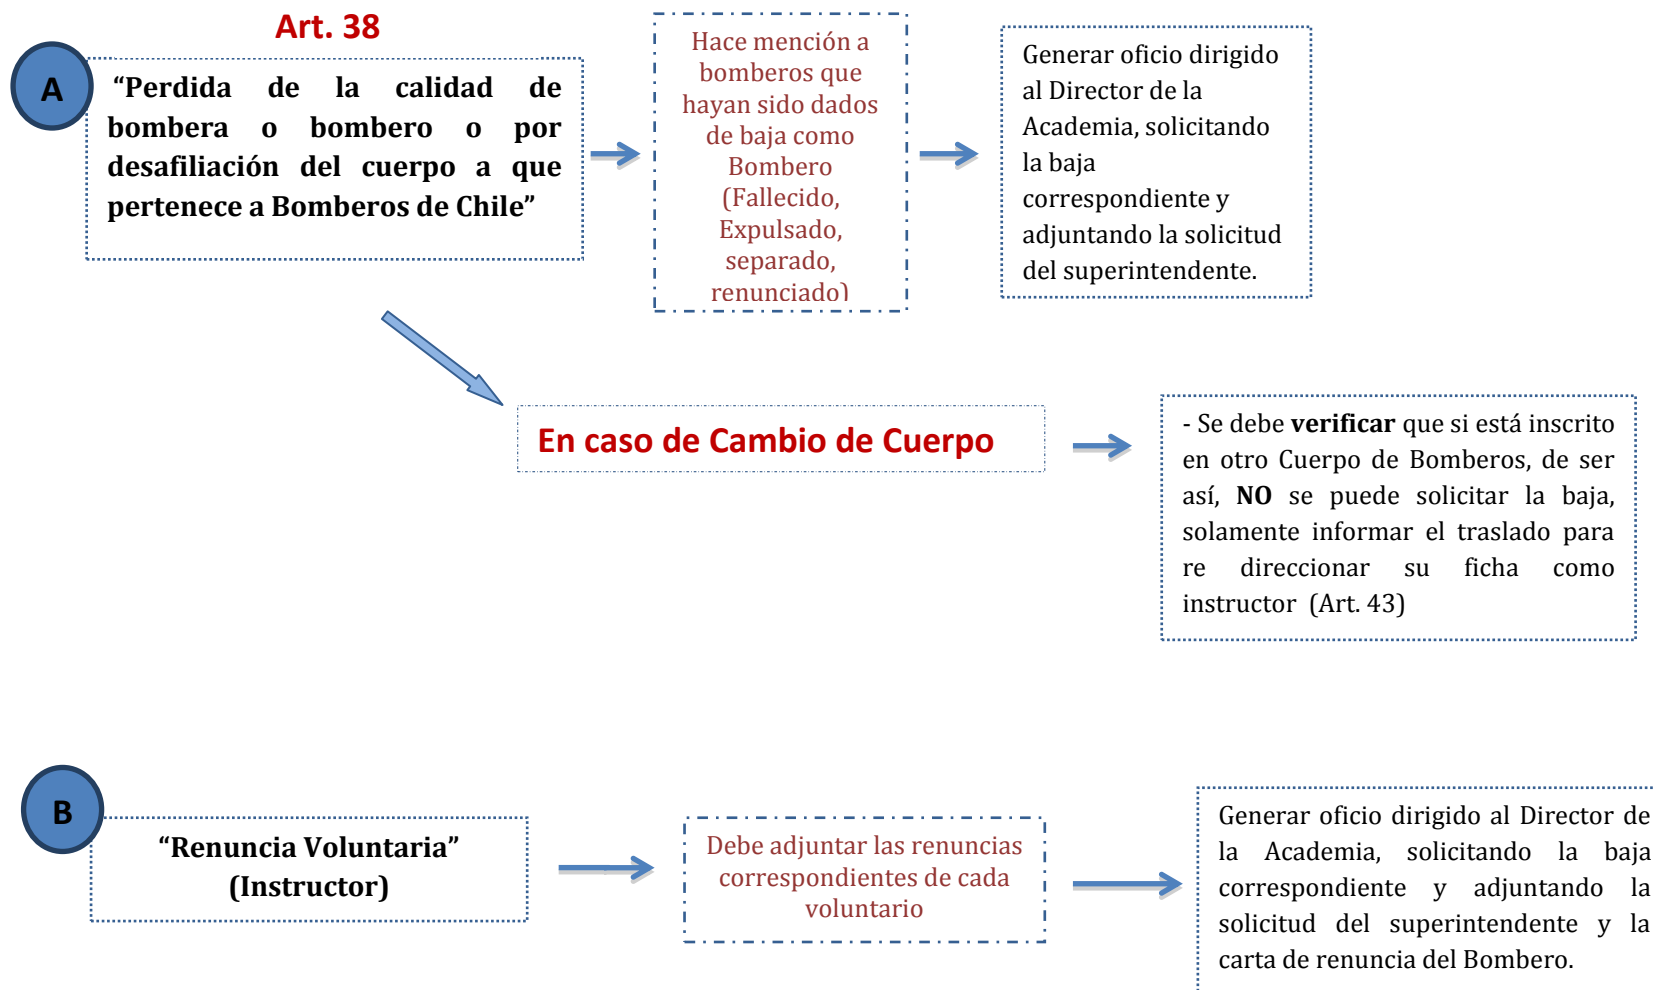 Art. 38
A
“Perdida de la calidad de
bombera o bombero o por
desafiliación del cuerpo a que
pertenece a Bomberos de Chile”
Hace mención a
bomberos que
hayan sido dados
de baja como
Bombero
(Fallecido,
Expulsado,
separado,
renunciado)
Generar oficio dirigido
al Director de la
Academia, solicitando
la baja
correspondiente y
adjuntando la solicitud
del superintendente.
En caso de Cambio de Cuerpo
- Se debe verificar que si está inscrito
en otro Cuerpo de Bomberos, de ser
así, NO se puede solicitar la baja,
solamente informar el traslado para
re direccionar su ficha como
instructor (Art. 43)
B
“Renuncia Voluntaria”
(Instructor)
Debe adjuntar las renuncias
correspondientes de cada
voluntario
Generar oficio dirigido al Director de
la Academia, solicitando la baja
correspondiente y adjuntando la
solicitud del superintendente y la
carta de renuncia del Bombero.